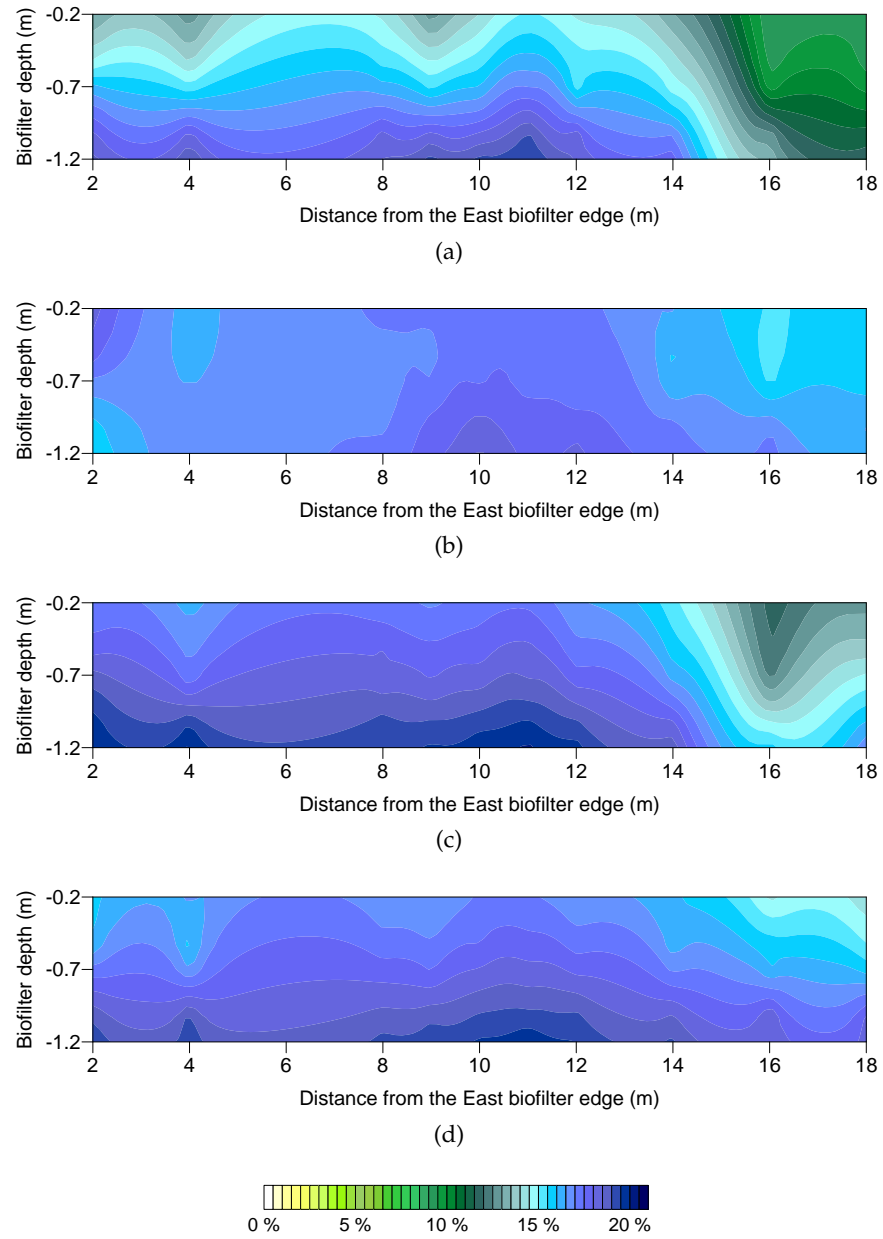 Biofilter depth (m)
-0.2
-0.7
-1.2
2 4 6 8 10 12 14 16 18
Distance from the East biofilter edge (m)
(a)
Biofilter depth (m)
-0.2
-0.7
-1.2
2 4 6 8 10 12 14 16 18
Distance from the East biofilter edge (m)
(b)
Biofilter depth (m)
-0.2
-0.7
-1.2
2 4 6 8 10 12 14 16 18
Distance from the East biofilter edge (m)
(c)
Biofilter depth (m)
-0.2
-0.7
-1.2
2 4 6 8 10 12 14 16 18
Distance from the East biofilter edge (m)
(d)
0 % 5 % 10 % 15 % 20 %